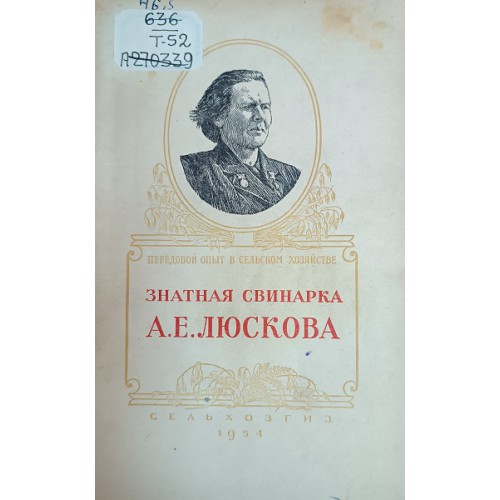 46,5
636
Т-52
А270339
ПЕРЕДОВОЙ ОПЫТ В СЕЛЬСКОМ ХОЗЯЙСТВЕ
ЗНАТНАЯ СВИНАРКА
А.Е.ЛЮСКОВА
СЕЛЬХОЗГИЗ
1954